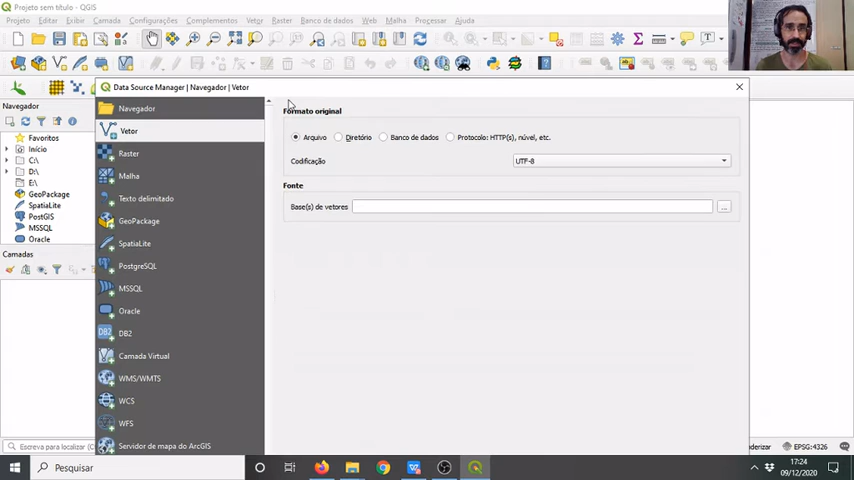 Projeto sem título - QGIS
Projeto Editar Exibir Camada Configurações Complementos Vetor Raster Banco de dados Web Malha Processar Ajuda
Data Source Manager | Navegador | Vetor
Navegador
Favoritos
Início
C:\
D:\
E:\
GeoPackage
SpatiaLite
PostGIS
MSSQL
Oracle
Camadas
Navegador
Vetor
Raster
Malha
Texto delimitado
GeoPackage
SpatiaLite
PostgreSQL
MSSQL
Oracle
DB2
DB2
Camada Virtual
WMS/WMTS
WCS
WFS
Servidor de mapa do ArcGIS
Formato original
Arquivo Diretório Banco de dados Protocolo: HTTP(s), núvel, etc.
Codificação UTF-8
Fonte
Base(s) de vetores ...
Escreva para localizar
EPSG:4326
Pesquisar
17:24
09/12/2020